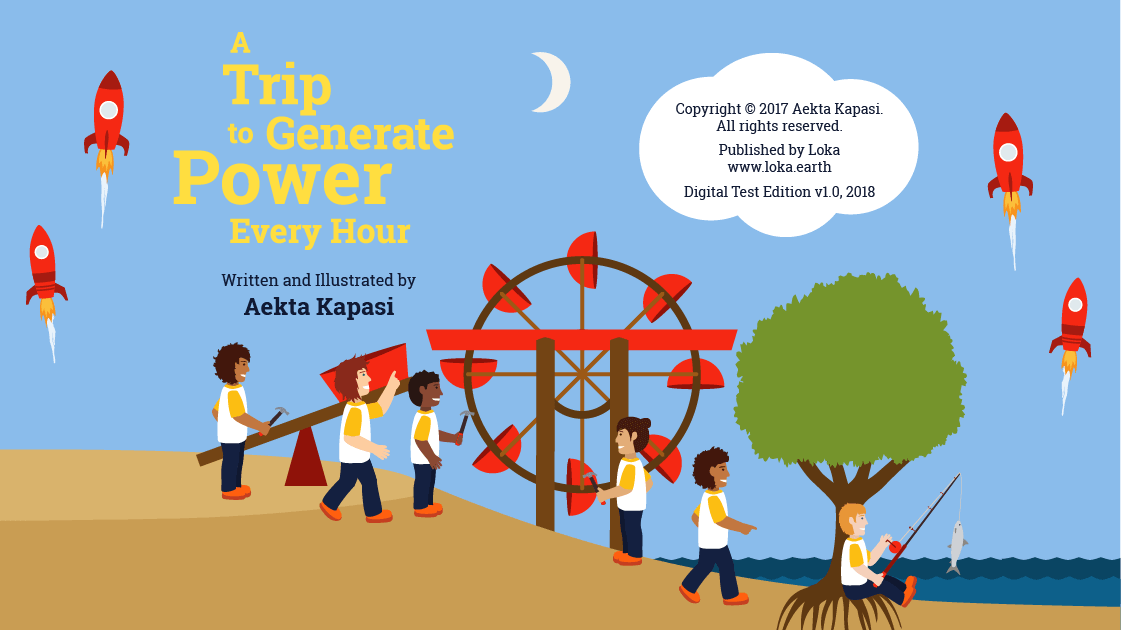 A
Trip
to Generate
Power
Every Hour
Written and Illustrated by
Aekta Kapasi
Copyright © 2017 Aekta Kapasi.
All rights reserved.
Published by Loka
www.loka.earth
Digital Test Edition v1.0, 2018